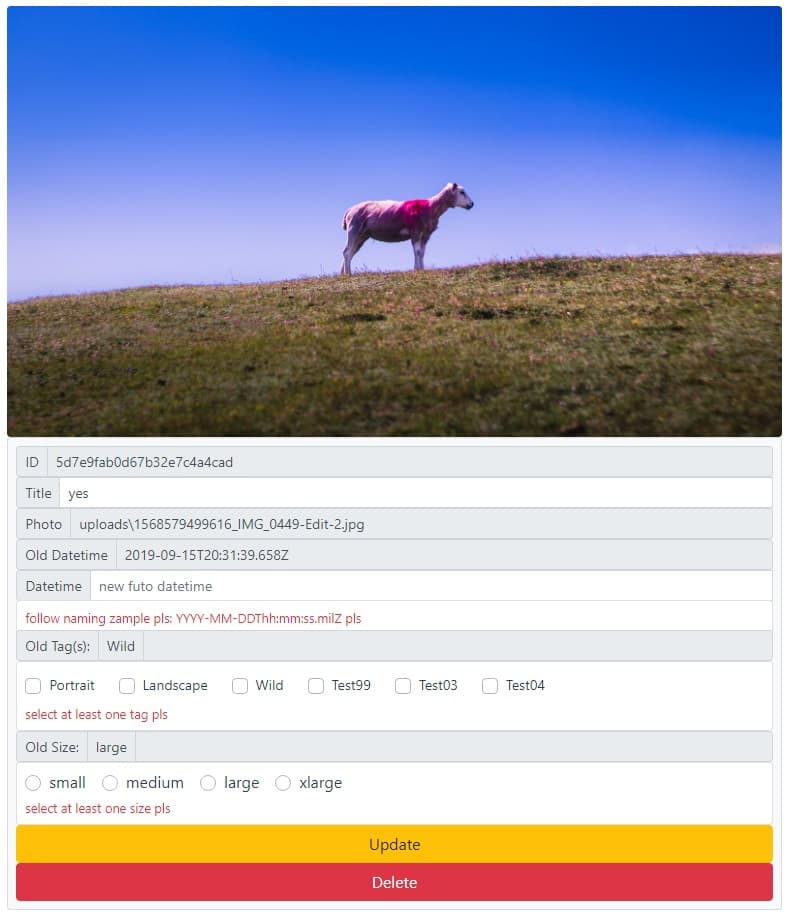 ID 5d7e9fab0d67b32e7c4a4cad
Title yes
Photo uploads\1568579499616_IMG_0449-Edit-2.jpg
Old Datetime 2019-09-15T20:31:39.658Z
Datetime new futo datetime
follow naming zample pls: YYYY-MM-DDThh:mm:ss.milZ pls
Old Tag(s): Wild
Portrait Landscape Wild Test99 Test03 Test04
select at least one tag pls
Old Size: large
small medium large xlarge
select at least one size pls
Update
Delete